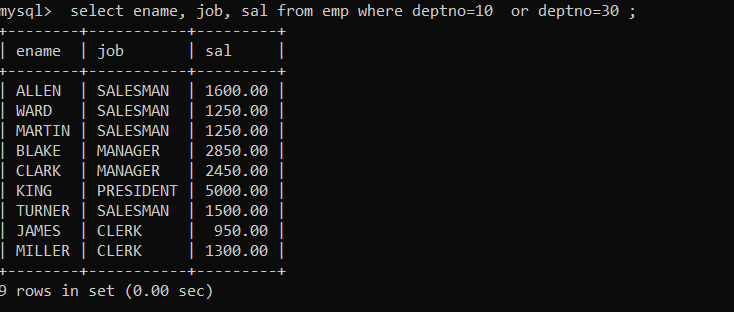 mysql>  select ename, job, sal from emp where deptno=10  or deptno=30 ;
+--------+-----------+---------+
| ename  | job       | sal     |
+--------+-----------+---------+
| ALLEN  | SALESMAN  | 1600.00 |
| WARD   | SALESMAN  | 1250.00 |
| MARTIN | SALESMAN  | 1250.00 |
| BLAKE  | MANAGER   | 2850.00 |
| CLARK  | MANAGER   | 2450.00 |
| KING   | PRESIDENT | 5000.00 |
| TURNER | SALESMAN  | 1500.00 |
| JAMES  | CLERK     |  950.00 |
| MILLER | CLERK     | 1300.00 |
+--------+-----------+---------+
9 rows in set (0.00 sec)